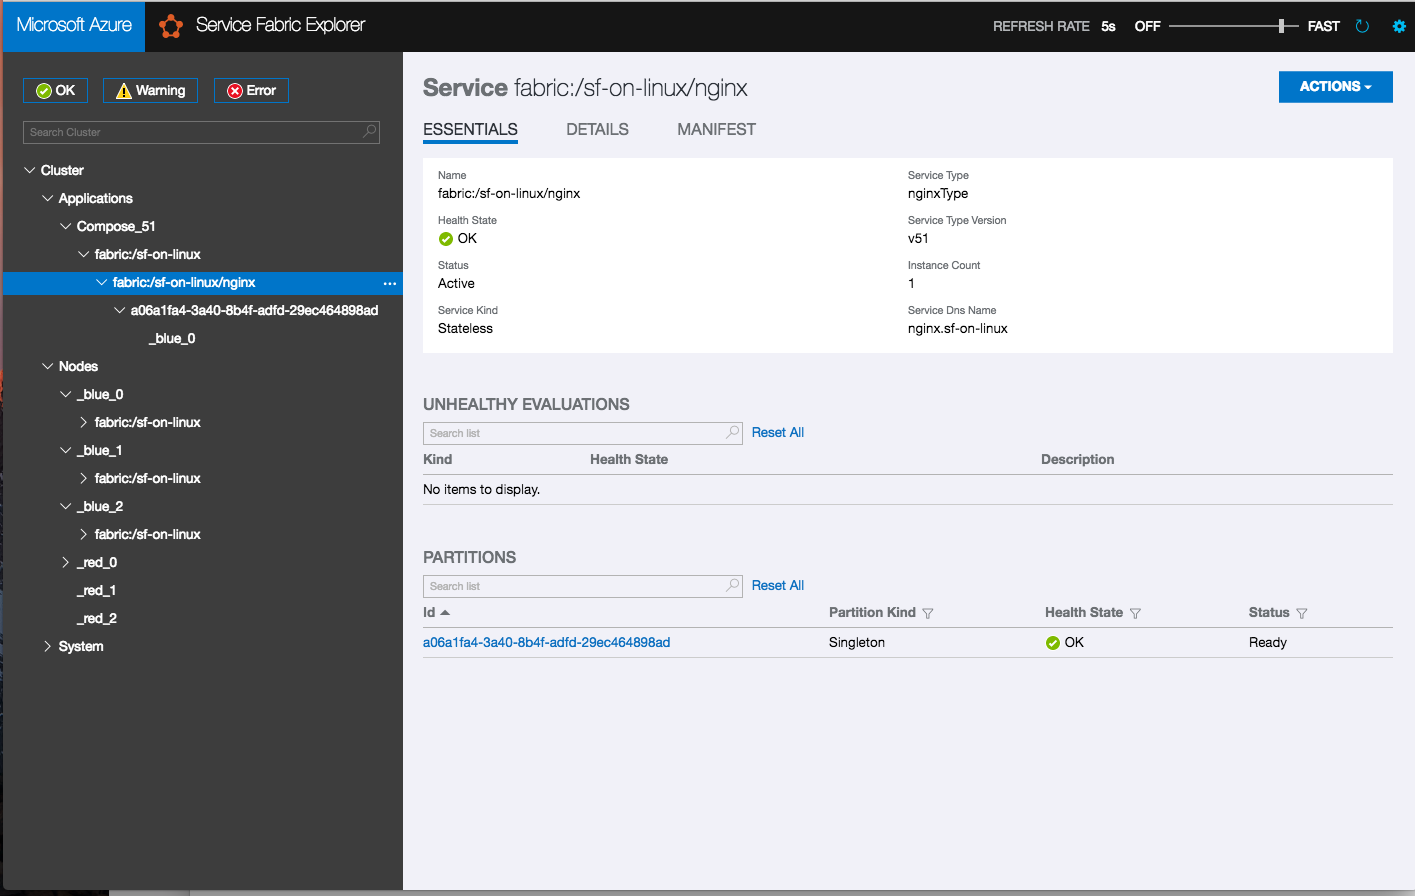 Microsoft Azure
Service Fabric Explorer
REFRESH RATE 5s OFF FAST
OK Warning Error
Search Cluster
Cluster
Applications
Compose_51
fabric:/sf-on-linux
fabric:/sf-on-linux/nginx ...
a06a1fa4-3a40-8b4f-adfd-29ec464898ad
_blue_0
Nodes
_blue_0
fabric:/sf-on-linux
_blue_1
fabric:/sf-on-linux
_blue_2
fabric:/sf-on-linux
_red_0
_red_1
_red_2
System
Service fabric:/sf-on-linux/nginx
ACTIONS
ESSENTIALS DETAILS MANIFEST
Name
fabric:/sf-on-linux/nginx
Health State
OK
Status
Active
Service Kind
Stateless
Service Type
nginxType
Service Type Version
v51
Instance Count
1
Service Dns Name
nginx.sf-on-linux
UNHEALTHY EVALUATIONS
Search list Reset All
Kind Health State Description
No items to display.
PARTITIONS
Search list Reset All
Id Partition Kind Health State Status
a06a1fa4-3a40-8b4f-adfd-29ec464898ad Singleton OK Ready